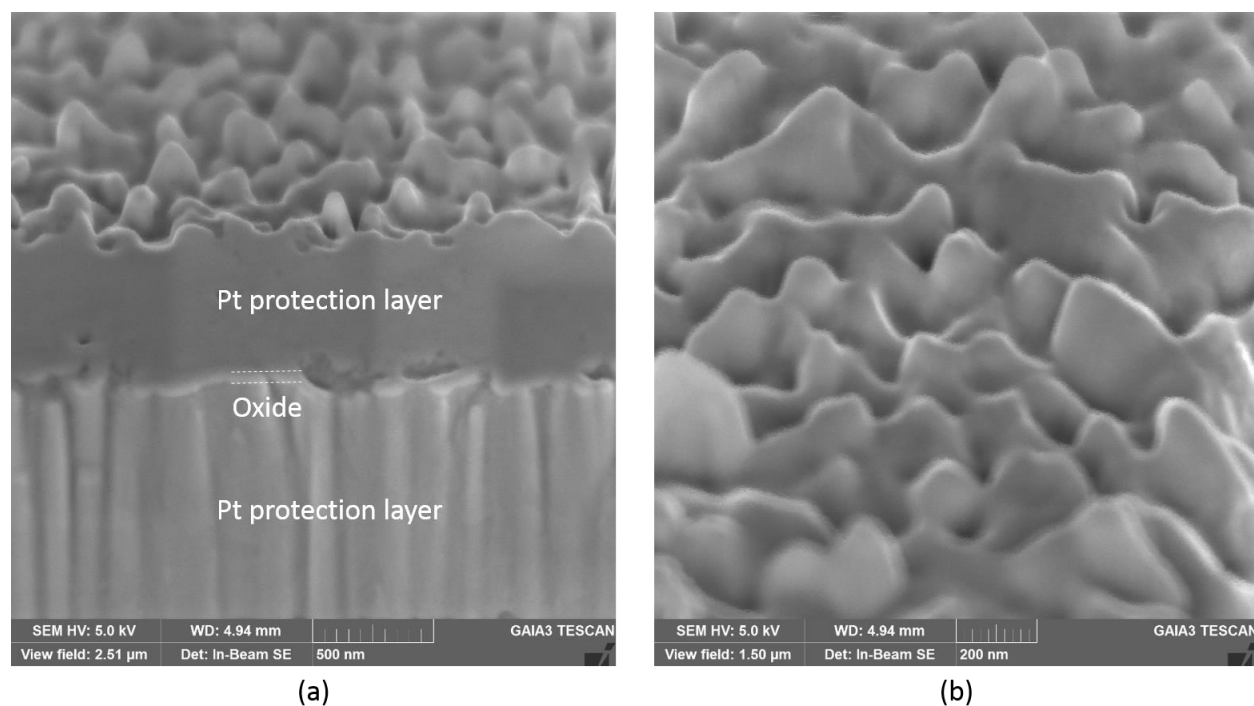 Pt protection layer
Oxide
Pt protection layer
SEM HV: 5.0 kV WD: 4.94 mm GAIA3 TESCAN
View field: 2.51 µm Det: In-Beam SE 500 nm
(a)
SEM HV: 5.0 kV WD: 4.94 mm GAIA3 TESCAN
View field: 1.50 µm Det: In-Beam SE 200 nm
(b)